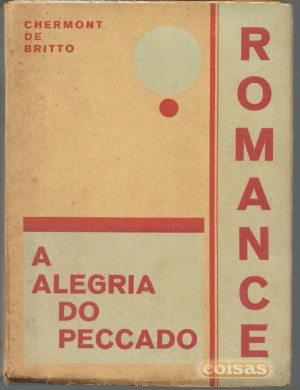 CHERMONT
DE
BRITTO
ROMANCE
A
ALEGRIA
DO
PECCADO
coisas